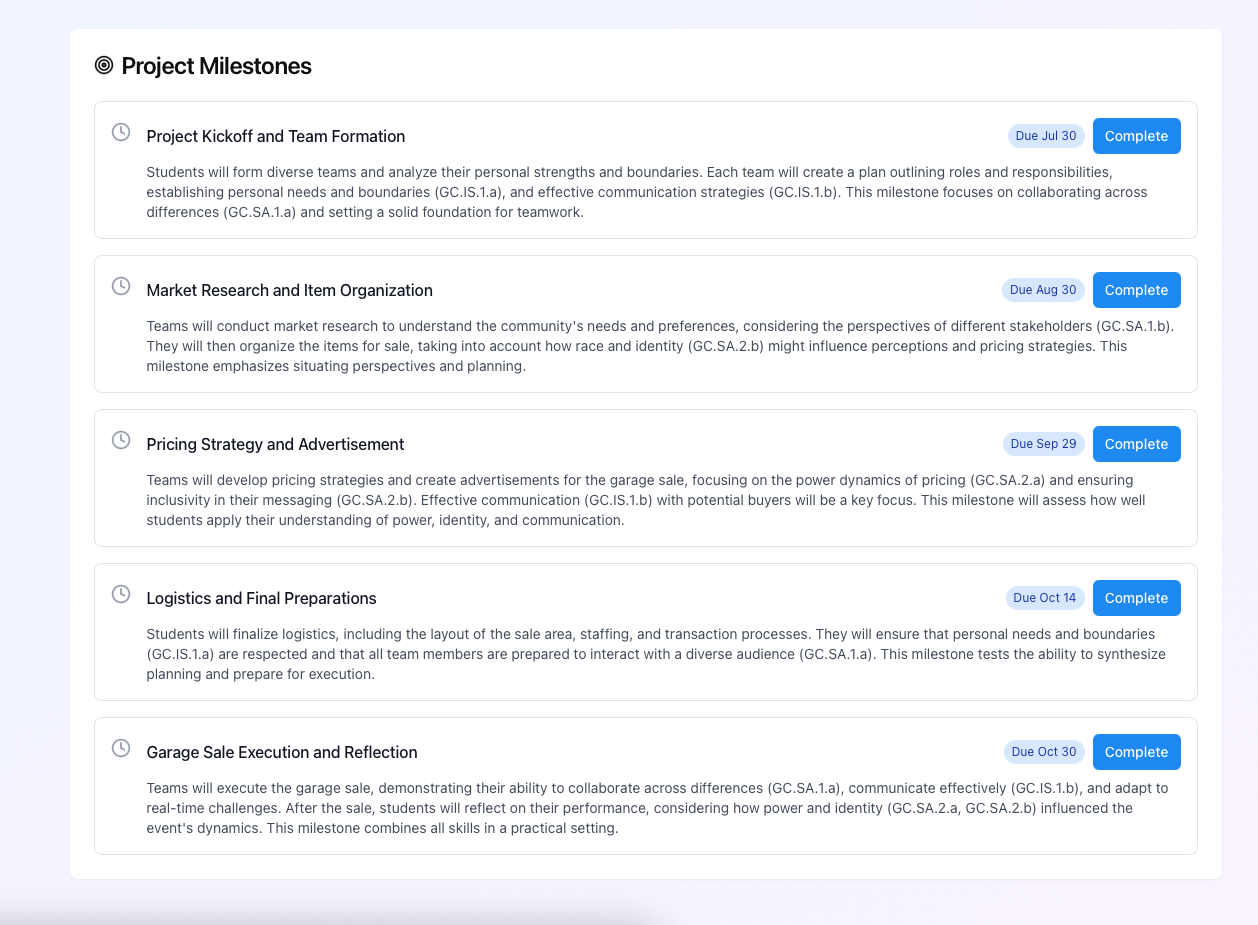 Project Milestones
Project Kickoff and Team Formation
Due Jul 30
Complete
Students will form diverse teams and analyze their personal strengths and boundaries. Each team will create a plan outlining roles and responsibilities,
establishing personal needs and boundaries (GC.IS.1.a), and effective communication strategies (GC.IS.1.b). This milestone focuses on collaborating across
differences (GC.SA.1.a) and setting a solid foundation for teamwork.
Market Research and Item Organization
Due Aug 30
Complete
Teams will conduct market research to understand the community's needs and preferences, considering the perspectives of different stakeholders (GC.SA.1.b).
They will then organize the items for sale, taking into account how race and identity (GC.SA.2.b) might influence perceptions and pricing strategies. This
milestone emphasizes situating perspectives and planning.
Pricing Strategy and Advertisement
Due Sep 29
Complete
Teams will develop pricing strategies and create advertisements for the garage sale, focusing on the power dynamics of pricing (GC.SA.2.a) and ensuring
inclusivity in their messaging (GC.SA.2.b). Effective communication (GC.IS.1.b) with potential buyers will be a key focus. This milestone will assess how well
students apply their understanding of power, identity, and communication.
Logistics and Final Preparations
Due Oct 14
Complete
Students will finalize logistics, including the layout of the sale area, staffing, and transaction processes. They will ensure that personal needs and boundaries
(GC.IS.1.a) are respected and that all team members are prepared to interact with a diverse audience (GC.SA.1.a). This milestone tests the ability to synthesize
planning and prepare for execution.
Garage Sale Execution and Reflection
Due Oct 30
Complete
Teams will execute the garage sale, demonstrating their ability to collaborate across differences (GC.SA.1.a), communicate effectively (GC.IS.1.b), and adapt to
real-time challenges. After the sale, students will reflect on their performance, considering how power and identity (GC.SA.2.a, GC.SA.2.b) influenced the
event's dynamics. This milestone combines all skills in a practical setting.